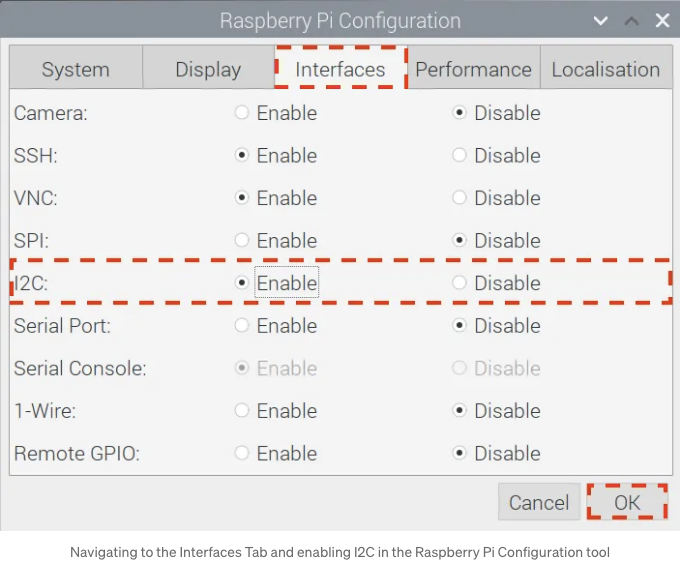 Raspberry Pi Configuration
System Display Interfaces Performance Localisation
Camera: Enable Disable
SSH: Enable Disable
VNC: Enable Disable
SPI: Enable Disable
I2C: Enable Disable
Serial Port: Enable Disable
Serial Console: Enable Disable
1-Wire: Enable Disable
Remote GPIO: Enable Disable
Cancel OK
Navigating to the Interfaces Tab and enabling I2C in the Raspberry Pi Configuration tool